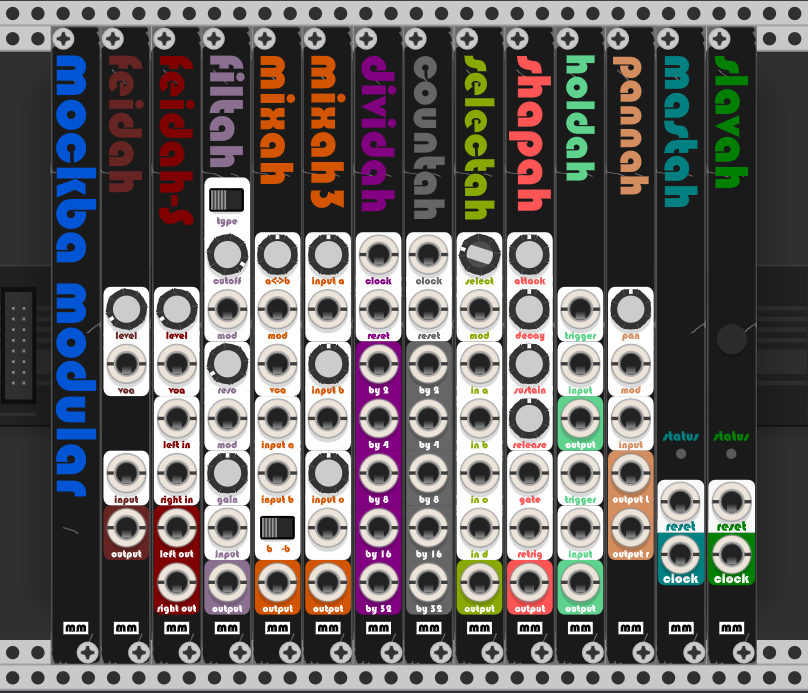 mockba modular
mm
feidah
level
vca
input
output
mm
feidah-s
level
vca
left in
right in
left out
right out
mm
filtah
type
cutoff
mod
reso
mod
gain
input
output
mm
mixah
a<->b
mod
vca
input a
input b
b -b
output
mm
mixah 3
input a
input b
input c
output
mm
dividah
clock
reset
by 2
by 4
by 8
by 16
by 32
mm
countah
clock
reset
by 2
by 4
by 8
by 16
by 32
mm
selectah
select
mod
in a
in b
in c
in d
output
mm
shapah
attack
decay
sustain
release
gate
retrig
output
mm
holdah
trigger
input
output
trigger
input
output
mm
pannah
pan
mod
input
output l
output r
mm
mastah
status
reset
clock
mm
slavah
status
reset
clock
mm